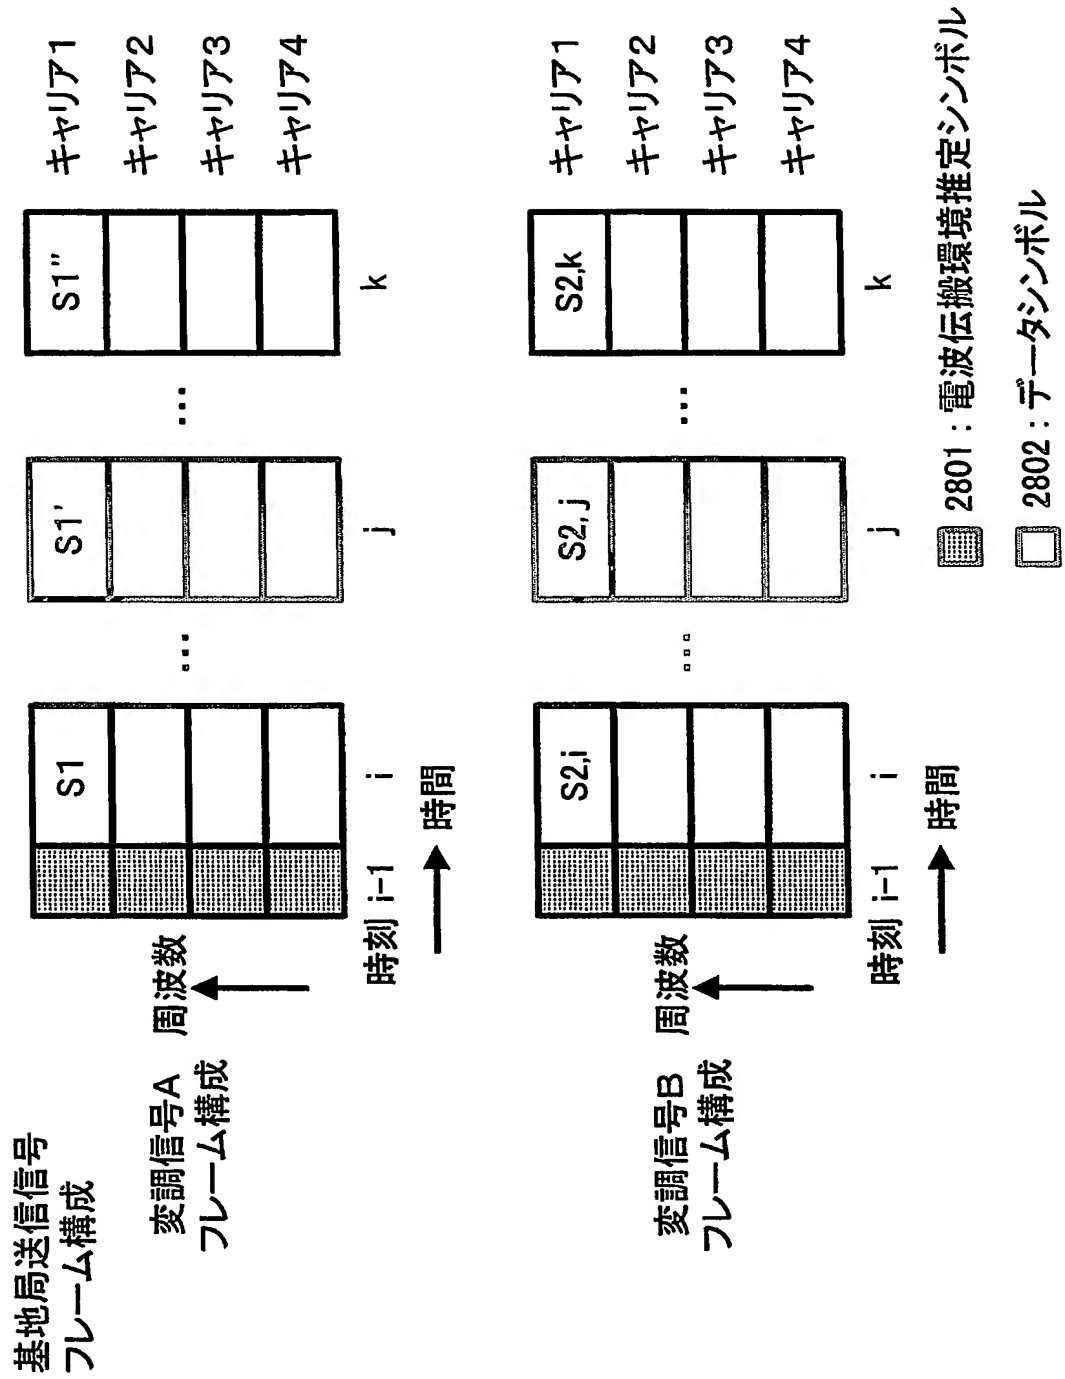 基地局送信信号
フレーム構成
変調信号A
フレーム構成
周波数
S1
S1'
S1"
キャリア1
キャリア2
キャリア3
キャリア4
...
...
時刻 i-1
i
j
k
時間
変調信号B
フレーム構成
周波数
S2,i
S2,j
S2,k
キャリア1
キャリア2
キャリア3
キャリア4
...
...
時刻 i-1
i
j
k
時間
2801：電波伝搬環境推定シンボル
2802：データシンボル